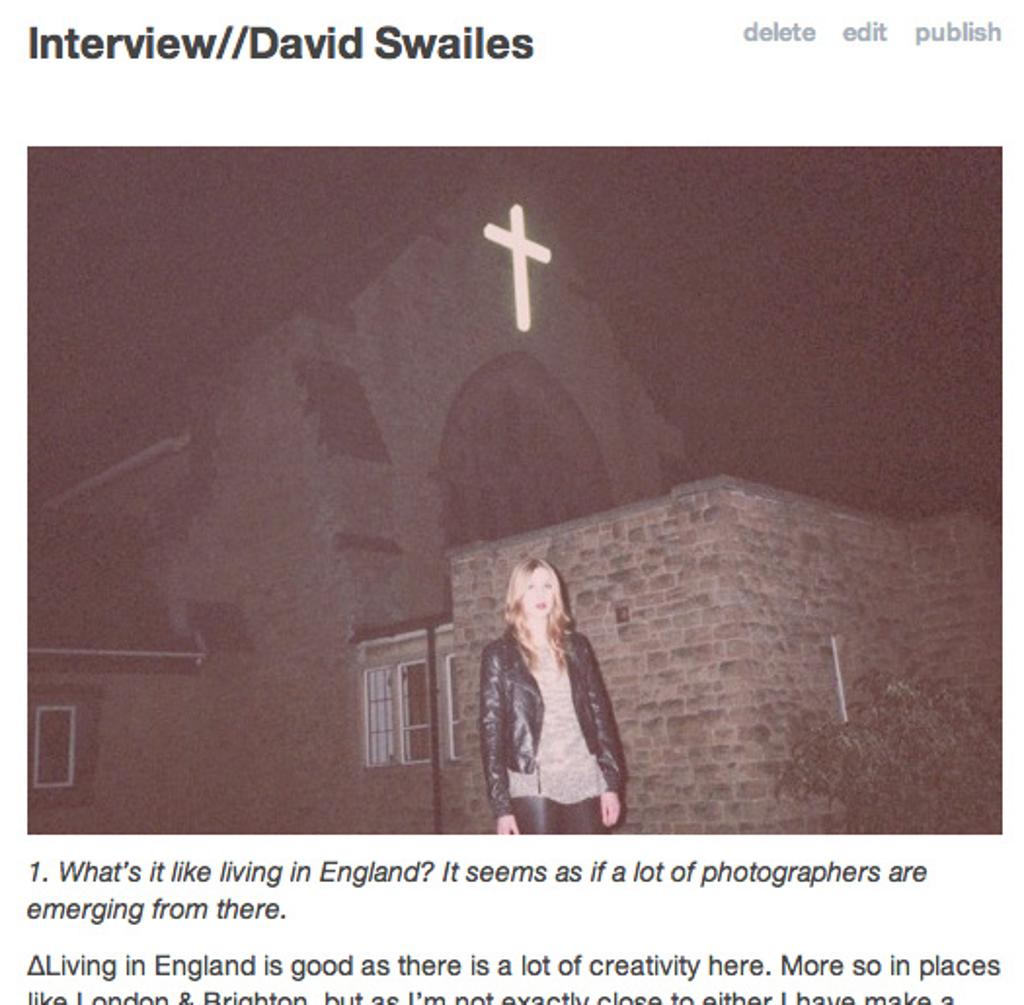 Interview//David Swailes
delete edit publish
1. What's it like living in England? It seems as if a lot of photographers are
emerging from there.
ΔLiving in England is good as there is a lot of creativity here. More so in places
like London & Brighton, but as I'm not exactly close to either I have make a